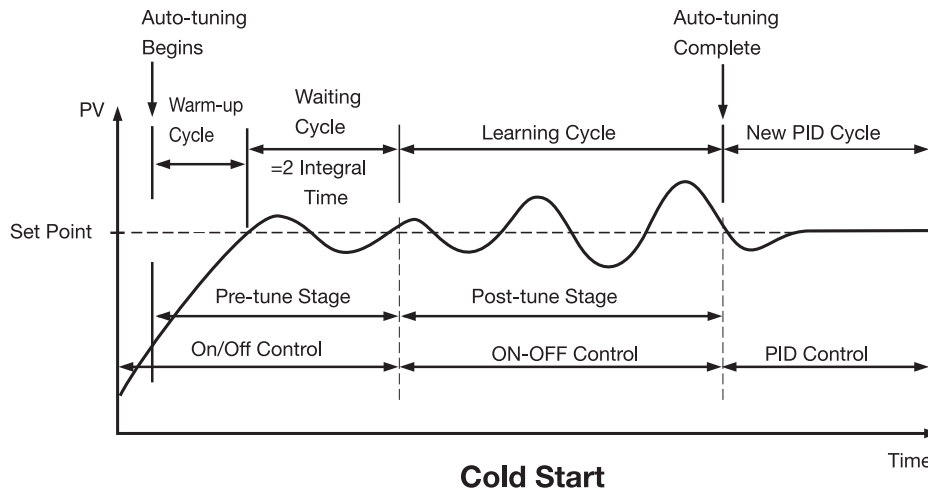 Auto-tuning
Begins
Auto-tuning
Complete
PV
Warm-up
Cycle
Waiting
Cycle
=2 Integral
Time
Learning Cycle
New PID Cycle
Set Point
Pre-tune Stage
Post-tune Stage
On/Off Control
ON-OFF Control
PID Control
Time
Cold Start